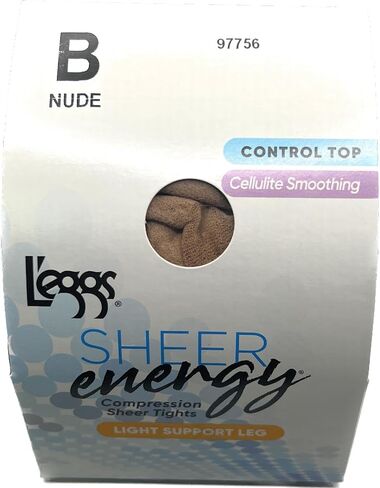 B
97756
NUDE
CONTROL TOP
Cellulite Smoothing
L'eggs®
SHEER
energy®
Compression
Sheer Tights
LIGHT SUPPORT LEG